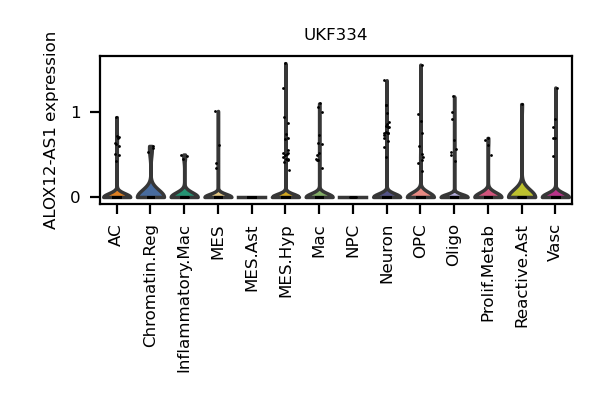 UKF334
ALOX12-AS1 expression
1
0
AC
Chromatin.Reg
Inflammatory.Mac
MES
MES.Ast
MES.Hyp
Mac
NPC
Neuron
OPC
Oligo
Prolif.Metab
Reactive.Ast
Vasc